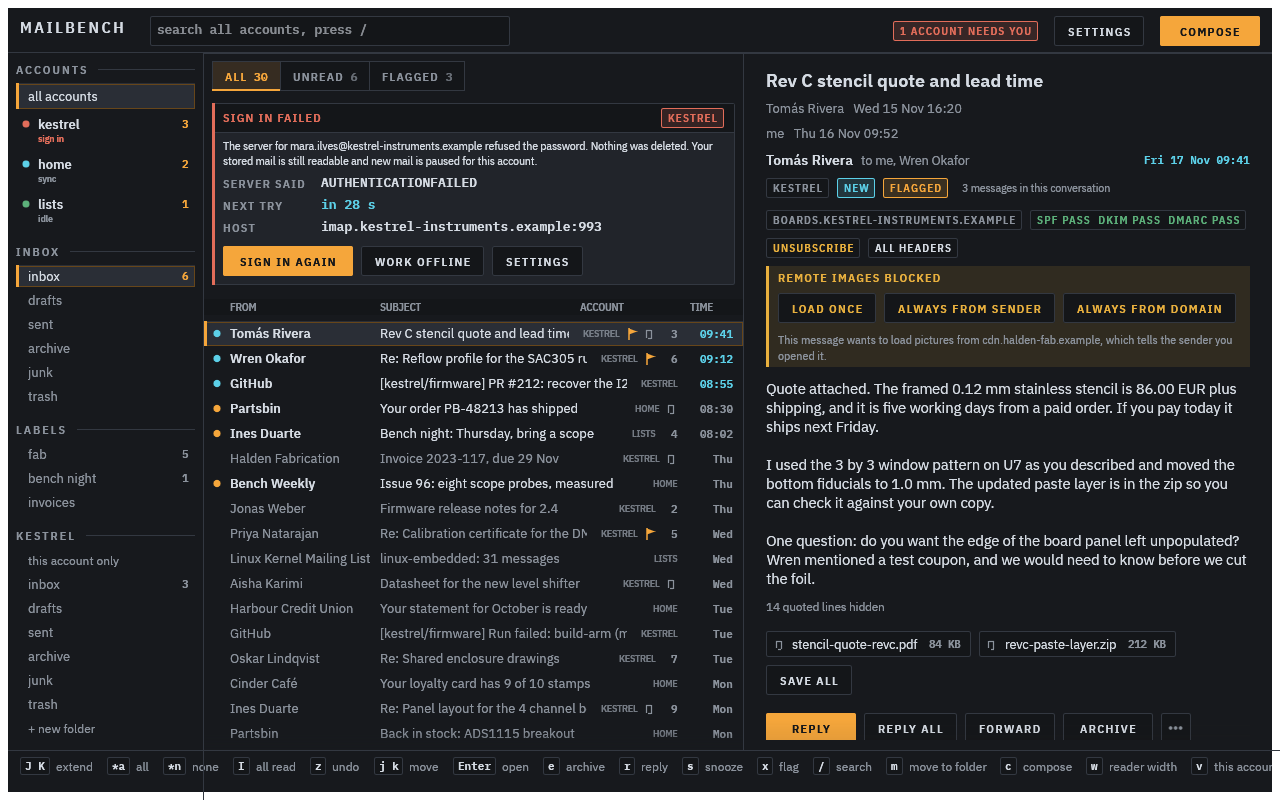 MAILBENCH
search all accounts, press /
1 ACCOUNT NEEDS YOU
SETTINGS
COMPOSE
ACCOUNTS
all accounts
kestrel 3
sign in
home 2
sync
lists 1
idle
INBOX
inbox 6
drafts
sent
archive
junk
trash
LABELS
fab 5
bench night 1
invoices
KESTREL
this account only
inbox 3
drafts
sent
archive
junk
trash
+ new folder
ALL 30 UNREAD 6 FLAGGED 3
SIGN IN FAILED KESTREL
The server for mara.ilves@kestrel-instruments.example refused the password. Nothing was deleted. Your
stored mail is still readable and new mail is paused for this account.
SERVER SAID AUTHENTICATIONFAILED
NEXT TRY in 28 s
HOST imap.kestrel-instruments.example:993
SIGN IN AGAIN WORK OFFLINE SETTINGS
FROM SUBJECT ACCOUNT TIME
Tomás Rivera Rev C stencil quote and lead time KESTREL 3 09:41
Wren Okafor Re: Reflow profile for the SAC305 ru KESTREL 6 09:12
GitHub [kestrel/firmware] PR #212: recover the I2 KESTREL 08:55
Partsbin Your order PB-48213 has shipped HOME 08:30
Ines Duarte Bench night: Thursday, bring a scope LISTS 4 08:02
Halden Fabrication Invoice 2023-117, due 29 Nov KESTREL Thu
Bench Weekly Issue 96: eight scope probes, measured HOME Thu
Jonas Weber Firmware release notes for 2.4 KESTREL 2 Thu
Priya Natarajan Re: Calibration certificate for the DM KESTREL 5 Wed
Linux Kernel Mailing List linux-embedded: 31 messages LISTS Wed
Aisha Karimi Datasheet for the new level shifter KESTREL Wed
Harbour Credit Union Your statement for October is ready HOME Tue
GitHub [kestrel/firmware] Run failed: build-arm (m KESTREL Tue
Oskar Lindqvist Re: Shared enclosure drawings KESTREL 7 Tue
Cinder Café Your loyalty card has 9 of 10 stamps HOME Mon
Ines Duarte Re: Panel layout for the 4 channel b KESTREL 9 Mon
Partsbin Back in stock: ADS1115 breakout HOME Mon
Rev C stencil quote and lead time
Tomás Rivera Wed 15 Nov 16:20
me Thu 16 Nov 09:52
Tomás Rivera to me, Wren Okafor Fri 17 Nov 09:41
KESTREL NEW FLAGGED 3 messages in this conversation
BOARDS.KESTREL-INSTRUMENTS.EXAMPLE SPF PASS DKIM PASS DMARC PASS
UNSUBSCRIBE ALL HEADERS
REMOTE IMAGES BLOCKED
LOAD ONCE ALWAYS FROM SENDER ALWAYS FROM DOMAIN
This message wants to load pictures from cdn.halden-fab.example, which tells the sender you
opened it.
Quote attached. The framed 0.12 mm stainless stencil is 86.00 EUR plus
shipping, and it is five working days from a paid order. If you pay today it
ships next Friday.
I used the 3 by 3 window pattern on U7 as you described and moved the
bottom fiducials to 1.0 mm. The updated paste layer is in the zip so you
can check it against your own copy.
One question: do you want the edge of the board panel left unpopulated?
Wren mentioned a test coupon, and we would need to know before we cut
the foil.
14 quoted lines hidden
stencil-quote-revc.pdf 84 KB revc-paste-layer.zip 212 KB
SAVE ALL
REPLY REPLY ALL FORWARD ARCHIVE •••
J K extend *a all *n none I all read z undo j k move Enter open e archive r reply s snooze x flag / search m move to folder c compose w reader width v this accoun